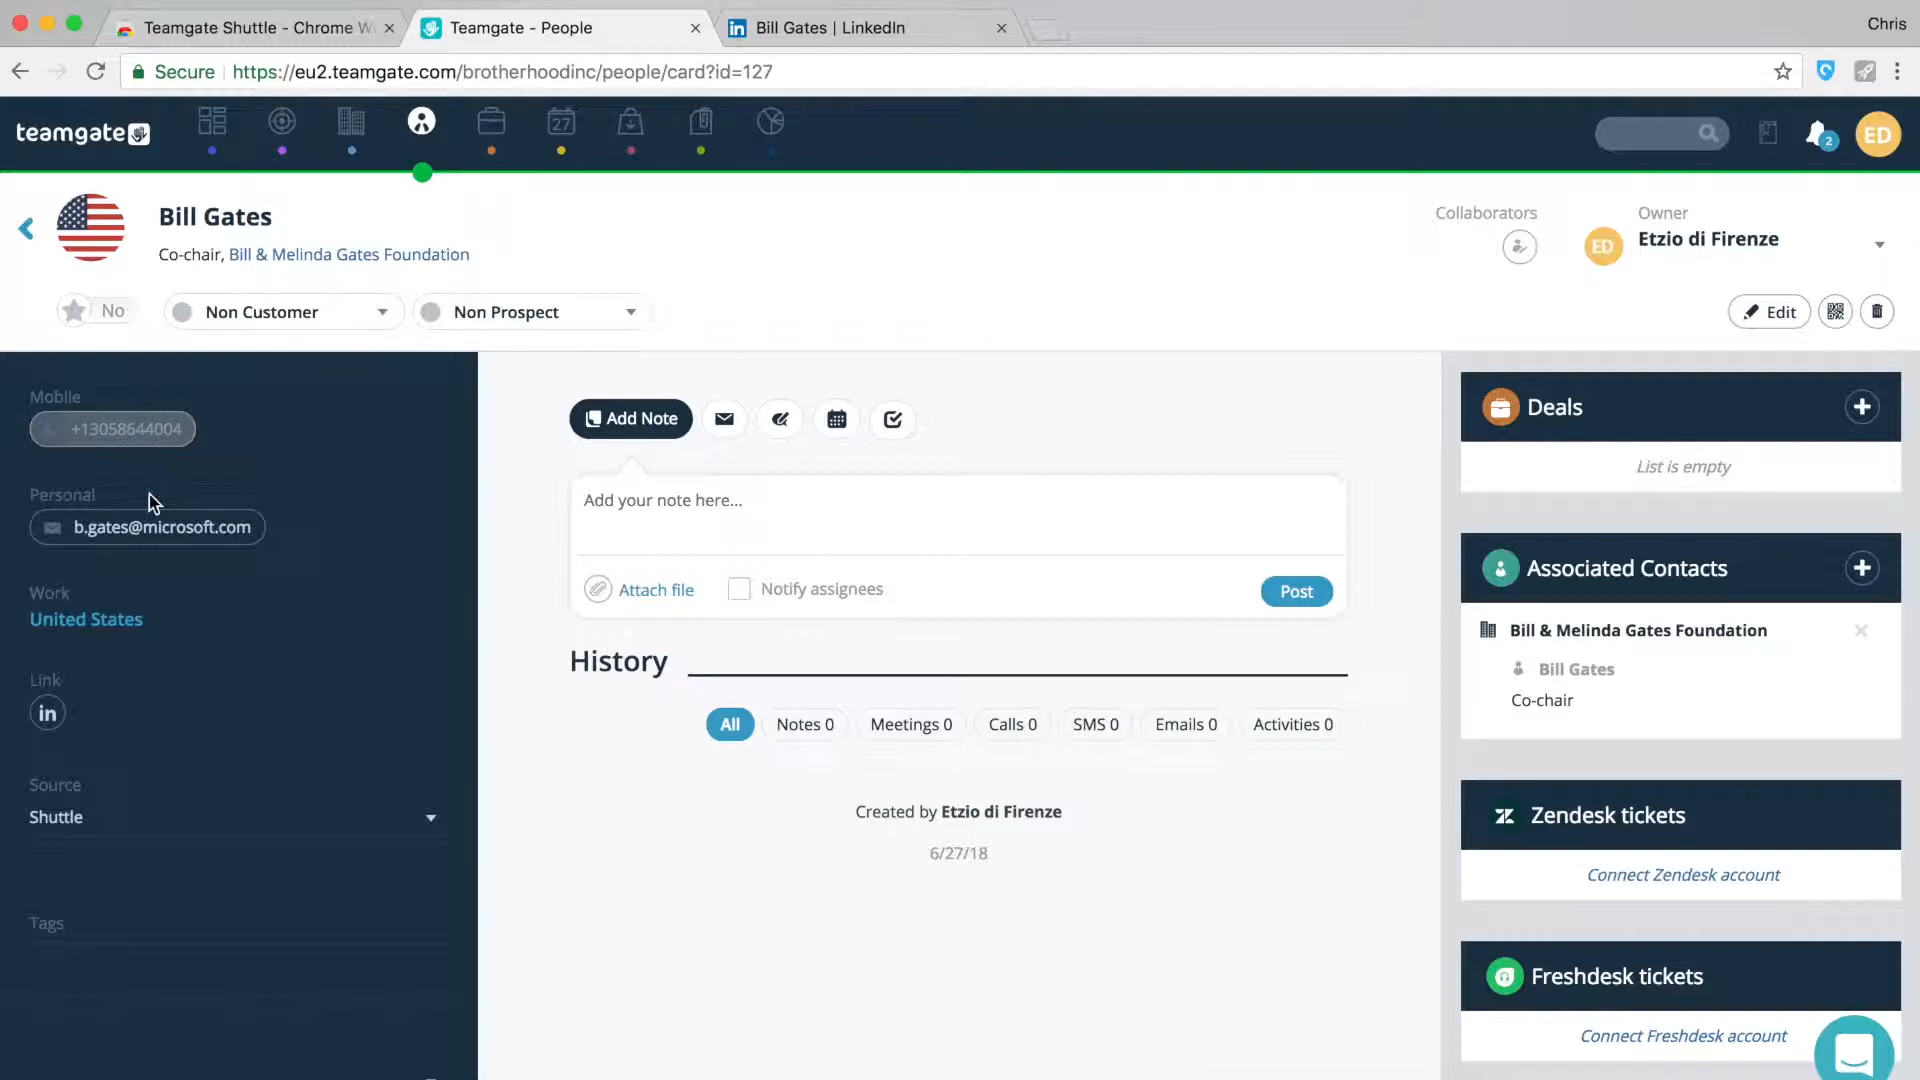 Teamgate Shuttle - Chrome W
Teamgate - People
Bill Gates | LinkedIn
Chris
Secure
https://eu2.teamgate.com/brotherhoodinc/people/card?id=127
teamgate
27
2
ED
Bill Gates
Co-chair, Bill & Melinda Gates Foundation
Collaborators
ED
Owner
Etzio di Firenze
No
Non Customer
Non Prospect
Edit
Mobile
+13058644004
Personal
b.gates@microsoft.com
Work
United States
Link
in
Source
Shuttle
Tags
Add Note
Add your note here...
Attach file
Notify assignees
Post
History
All
Notes 0
Meetings 0
Calls 0
SMS 0
Emails 0
Activities 0
Created by Etzio di Firenze
6/27/18
Deals
List is empty
Associated Contacts
Bill & Melinda Gates Foundation
Bill Gates
Co-chair
Zendesk tickets
Connect Zendesk account
Freshdesk tickets
Connect Freshdesk account